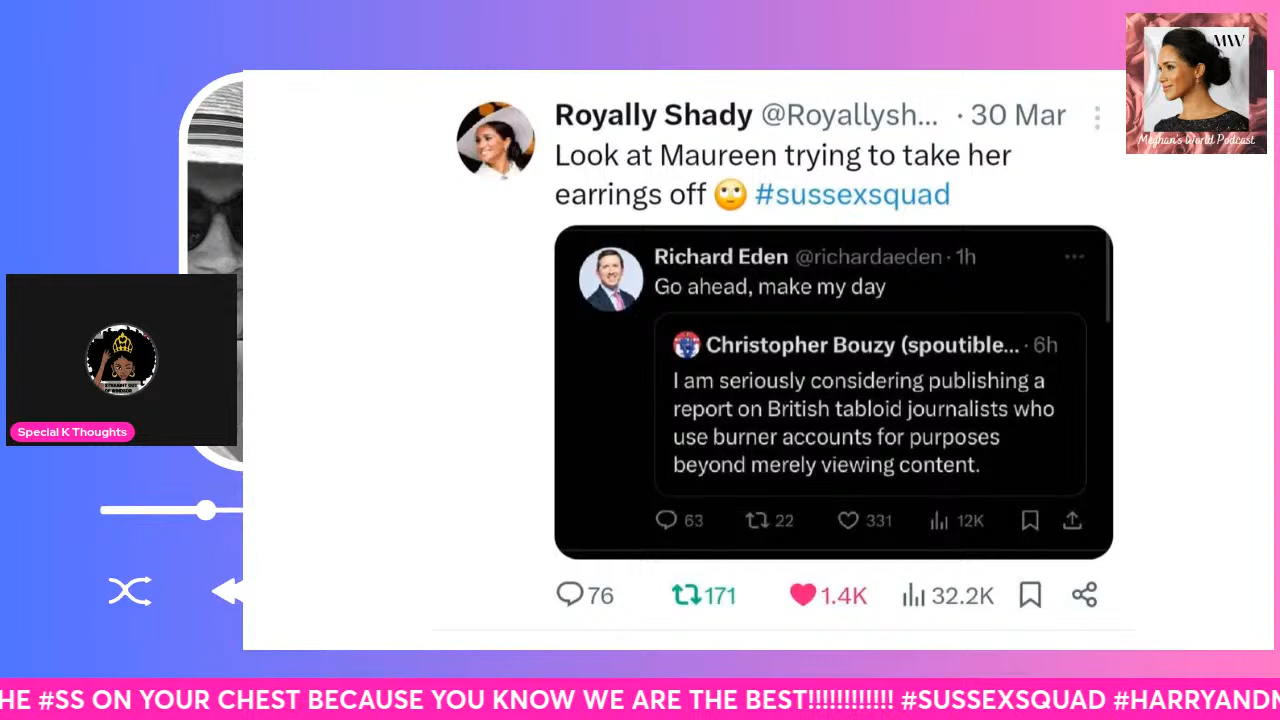 MW
Meghan's World Podcast
Royally Shady @Royallysh... · 30 Mar
Look at Maureen trying to take her
earrings off 🙄 #sussexsquad
Richard Eden @richardaeden · 1h
Go ahead, make my day
Christopher Bouzy (spoutible... · 6h
I am seriously considering publishing a
report on British tabloid journalists who
use burner accounts for purposes
beyond merely viewing content.
63 22 331 12K
76 171 1.4K 32.2K
STRAIGHT OUT
OF WINDSOR
Special K Thoughts
HE #SS ON YOUR CHEST BECAUSE YOU KNOW WE ARE THE BEST!!!!!!!!!!!! #SUSSEXSQUAD #HARRYANDM